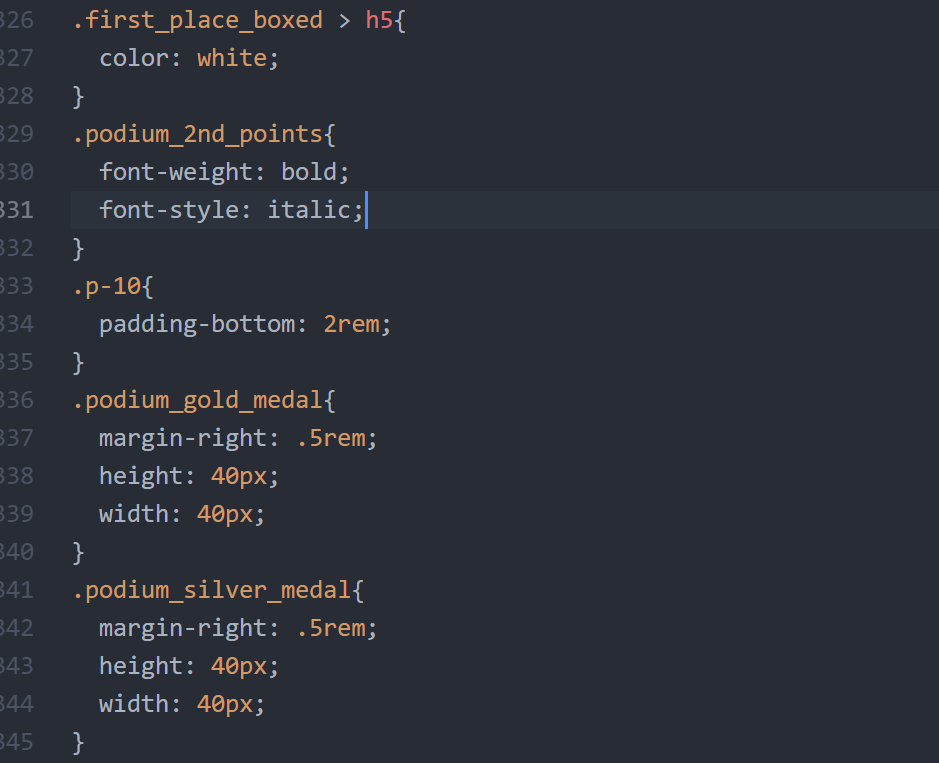 326 .first_place_boxed > h5{
327   color: white;
328 }
329 .podium_2nd_points{
330   font-weight: bold;
331   font-style: italic;
332 }
333 .p-10{
334   padding-bottom: 2rem;
335 }
336 .podium_gold_medal{
337   margin-right: .5rem;
338   height: 40px;
339   width: 40px;
340 }
341 .podium_silver_medal{
342   margin-right: .5rem;
343   height: 40px;
344   width: 40px;
345 }